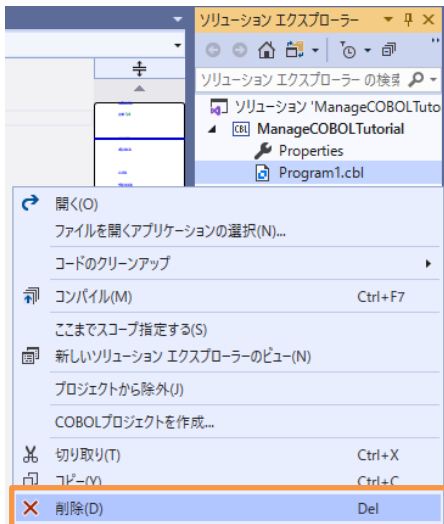 ソリューション エクスプローラー
ソリューション エクスプローラー の検索
ソリューション 'ManageCOBOLTuto
CBL ManageCOBOLTutorial
Properties
Program1.cbl
開く(O)
ファイルを開くアプリケーションの選択(N)...
コードのクリーンアップ
コンパイル(M) Ctrl+F7
ここまでスコープ指定する(S)
新しいソリューション エクスプローラーのビュー(N)
プロジェクトから除外(J)
COBOLプロジェクトを作成...
切り取り(T) Ctrl+X
コピー(Y) Ctrl+C
削除(D) Del